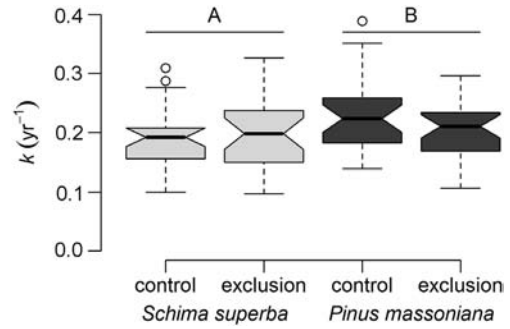 A B
0.4
0.3
0.2
0.1
0.0
k (yr⁻¹)
control exclusion control exclusion
Schima superba Pinus massoniana